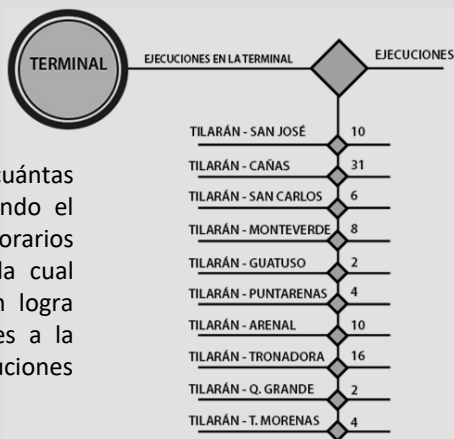 TERMINAL
EJECUCIONES EN LA TERMINAL
EJECUCIONES
TILARÁN - SAN JOSÉ 10
TILARÁN - CAÑAS 31
TILARÁN - SAN CARLOS 6
TILARÁN - MONTEVERDE 8
TILARÁN - GUATUSO 2
TILARÁN - PUNTARENAS 4
TILARÁN - ARENAL 10
TILARÁN - TRONADORA 16
TILARÁN - Q. GRANDE 2
TILARÁN - T. MORENAS 4
cuántas
ndo el
orarios
la cual
n logra
es a la
uciones